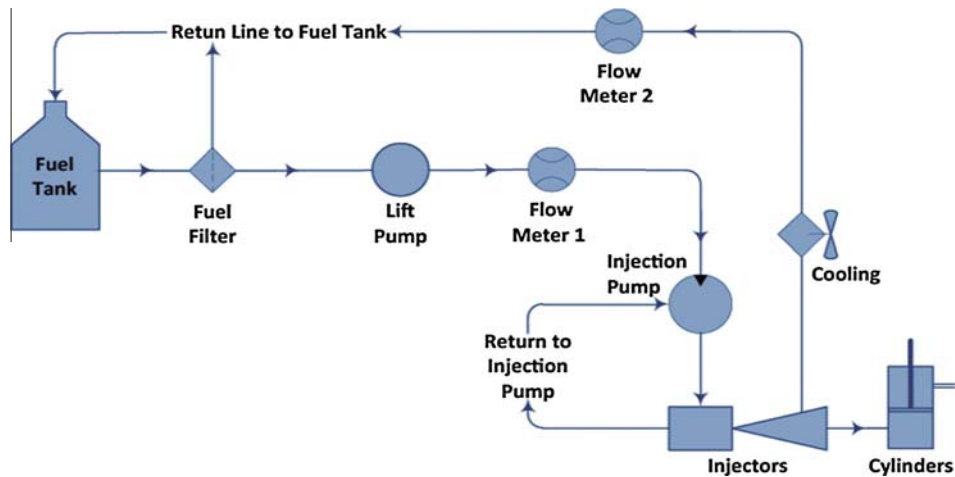 Retun Line to Fuel Tank
Flow
Meter 2
Fuel
Tank
Fuel
Filter
Lift
Pump
Flow
Meter 1
Injection
Pump
Cooling
Return to
Injection
Pump
Injectors
Cylinders